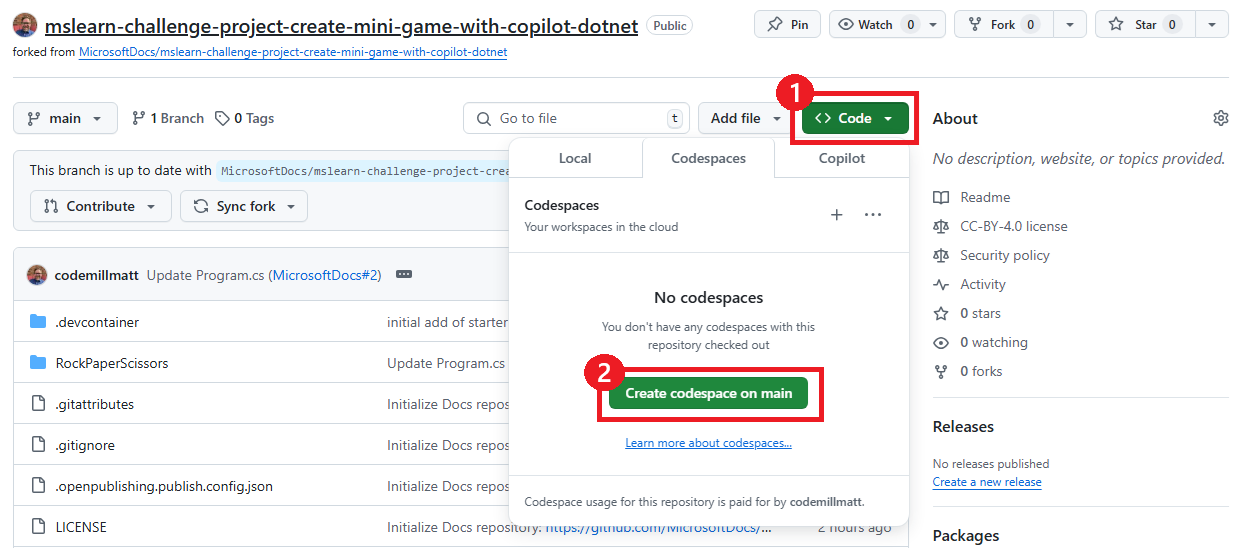 mslearn-challenge-project-create-mini-game-with-copilot-dotnet Public Pin Watch 0 Fork 0 Star 0
forked from MicrosoftDocs/mslearn-challenge-project-create-mini-game-with-copilot-dotnet
1
main 1 Branch 0 Tags Go to file t Add file <> Code
About
Local Codespaces Copilot
No description, website, or topics provided.
This branch is up to date with MicrosoftDocs/mslearn-challenge-project-crea
Contribute Sync fork
Codespaces
Your workspaces in the cloud
Readme
CC-BY-4.0 license
Security policy
Activity
0 stars
0 watching
0 forks
codemillmatt Update Program.cs (MicrosoftDocs#2)
No codespaces
You don't have any codespaces with this
repository checked out
2
Create codespace on main
Learn more about codespaces...
Codespace usage for this repository is paid for by codemillmatt.
.devcontainer initial add of starter
RockPaperScissors Update Program.cs
.gitattributes Initialize Docs repos
.gitignore Initialize Docs repos
.openpublishing.publish.config.json Initialize Docs repos
LICENSE Initialize Docs repository: https://github.com/MicrosoftDocs/... 2 hours ago
Releases
No releases published
Create a new release
Packages